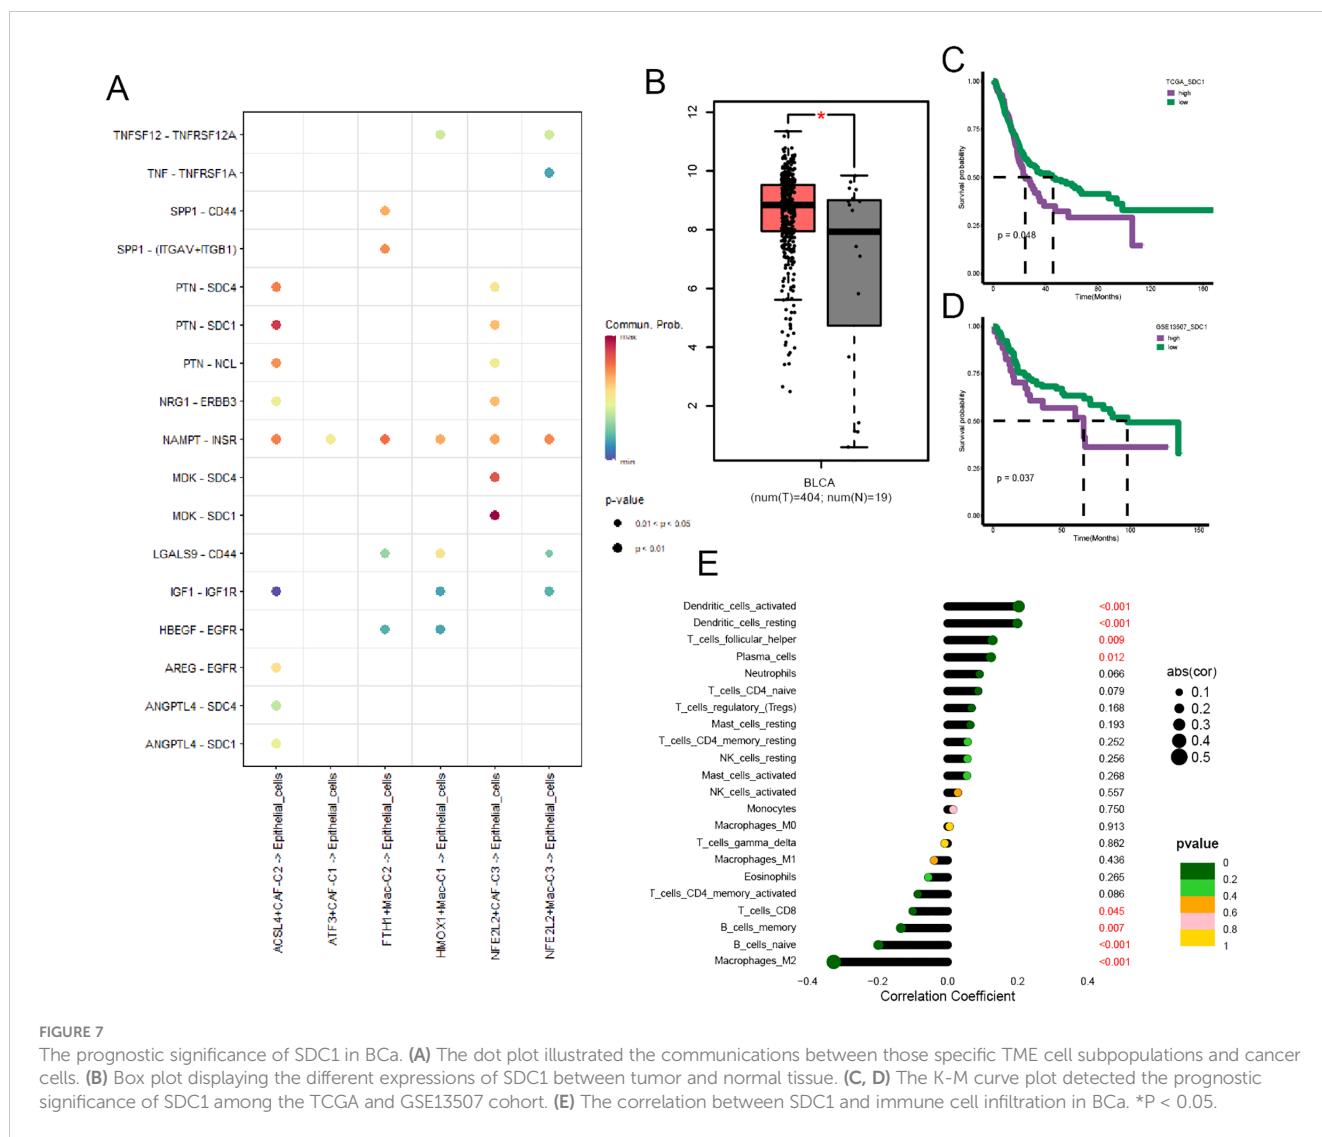 A
TNFSF12 - TNFRSF12A
TNF - TNFRSF1A
SPP1 - CD44
SPP1 - (ITGAV+ITGB1)
PTN - SDC4
PTN - SDC1
PTN - NCL
NRG1 - ERBB3
NAMPT - INSR
MDK - SDC4
MDK - SDC1
LGALS9 - CD44
IGF1 - IGF1R
HBEGF - EGFR
AREG - EGFR
ANGPTL4 - SDC4
ANGPTL4 - SDC1
ACSL4+CAF-C2 -> Epithelial_cells
ATF3+CAF-C1 -> Epithelial_cells
FTH1+Mac-C2 -> Epithelial_cells
HMOX1+Mac-C1 -> Epithelial_cells
NFE2L2+CAF-C3 -> Epithelial_cells
NFE2L2+Mac-C3 -> Epithelial_cells
Commun. Prob.
max
min
p-value
0.01 < p < 0.05
p < 0.01
B
12
10
8
6
4
2
*
BLCA
(num(T)=404; num(N)=19)
C
TCGA_SDC1
high
low
1.00
0.75
0.50
0.25
0.00
Survival probability
p = 0.048
0 40 80 120 160
Time(Months)
D
GSE13507_SDC1
high
low
1.00
0.75
0.50
0.25
0.00
Survival probability
p = 0.037
0 50 100 150
Time(Months)
E
Dendritic_cells_activated <0.001
Dendritic_cells_resting <0.001
T_cells_follicular_helper 0.009
Plasma_cells 0.012
Neutrophils 0.066
T_cells_CD4_naive 0.079
T_cells_regulatory_(Tregs) 0.168
Mast_cells_resting 0.193
T_cells_CD4_memory_resting 0.252
NK_cells_resting 0.256
Mast_cells_activated 0.268
NK_cells_activated 0.557
Monocytes 0.750
Macrophages_M0 0.913
T_cells_gamma_delta 0.862
Macrophages_M1 0.436
Eosinophils 0.265
T_cells_CD4_memory_activated 0.086
T_cells_CD8 0.045
B_cells_memory 0.007
B_cells_naive <0.001
Macrophages_M2 <0.001
−0.4 −0.2 0.0 0.2 0.4
Correlation Coefficient
abs(cor)
0.1
0.2
0.3
0.4
0.5
pvalue
0
0.2
0.4
0.6
0.8
1
FIGURE 7
The prognostic significance of SDC1 in BCa. (A) The dot plot illustrated the communications between those specific TME cell subpopulations and cancer
cells. (B) Box plot displaying the different expressions of SDC1 between tumor and normal tissue. (C, D) The K-M curve plot detected the prognostic
significance of SDC1 among the TCGA and GSE13507 cohort. (E) The correlation between SDC1 and immune cell infiltration in BCa. *P < 0.05.